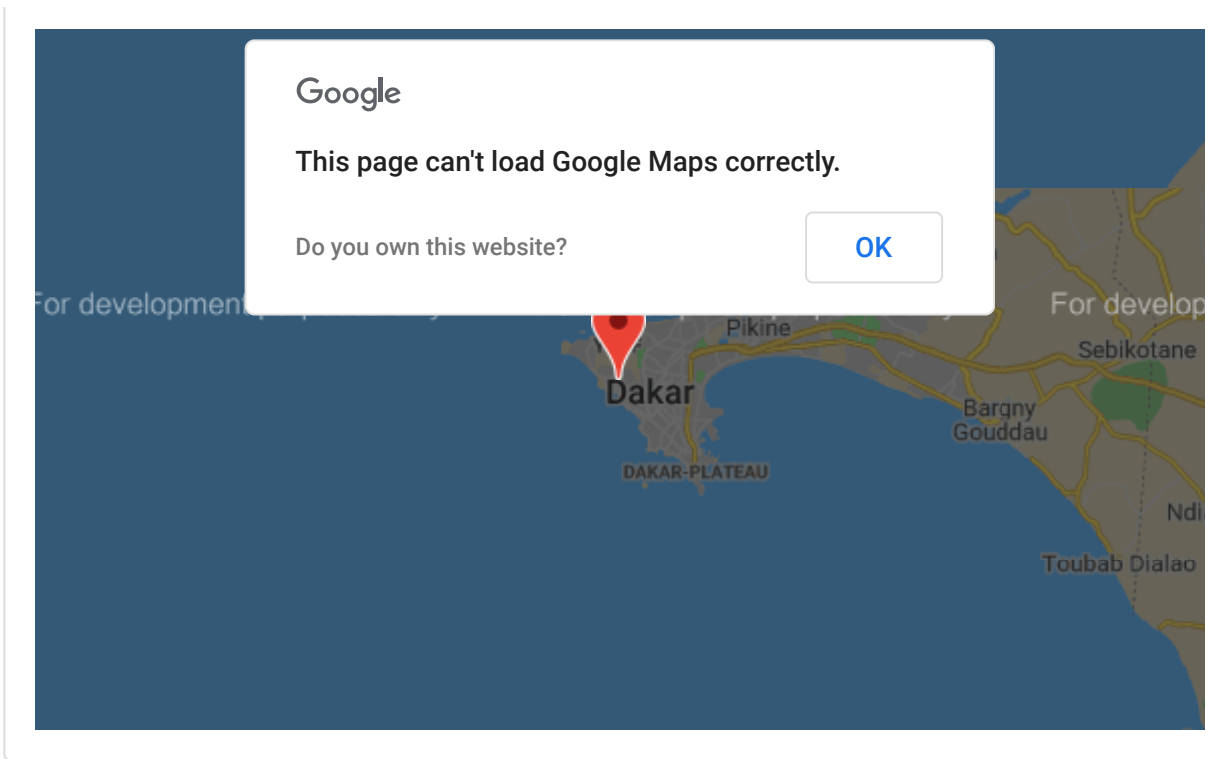 Google
This page can't load Google Maps correctly.
Do you own this website?
OK
For developmen
For develop
Pikine
Sebikotane
Dakar
Bargny
Gouddau
DAKAR-PLATEAU
Ndi
Toubab Dialao